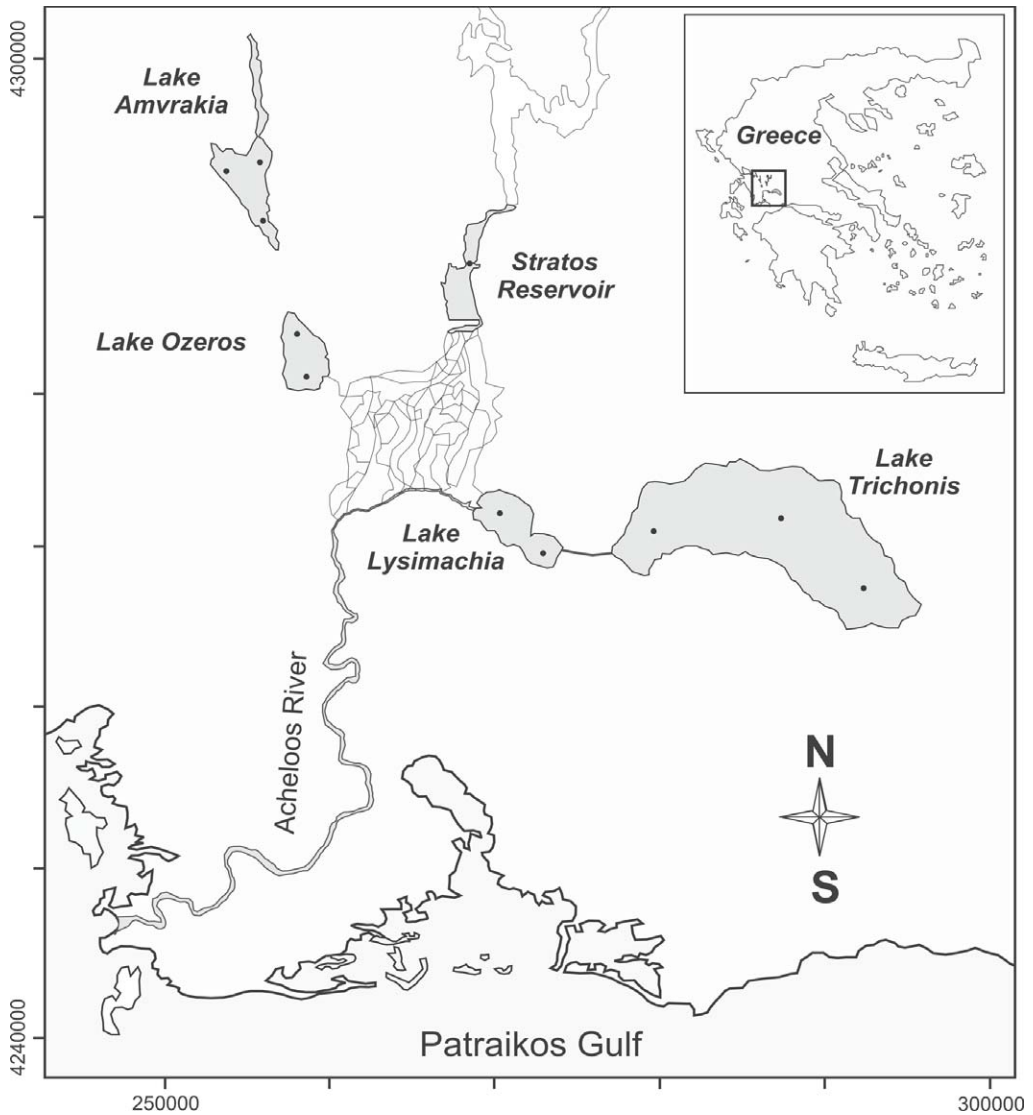 4300000
Lake
Amvrakia
Greece
Stratos
Reservoir
Lake Ozeros
Lake
Trichonis
Lake
Lysimachia
Acheloos River
N
S
Patraikos Gulf
4240000
250000
300000